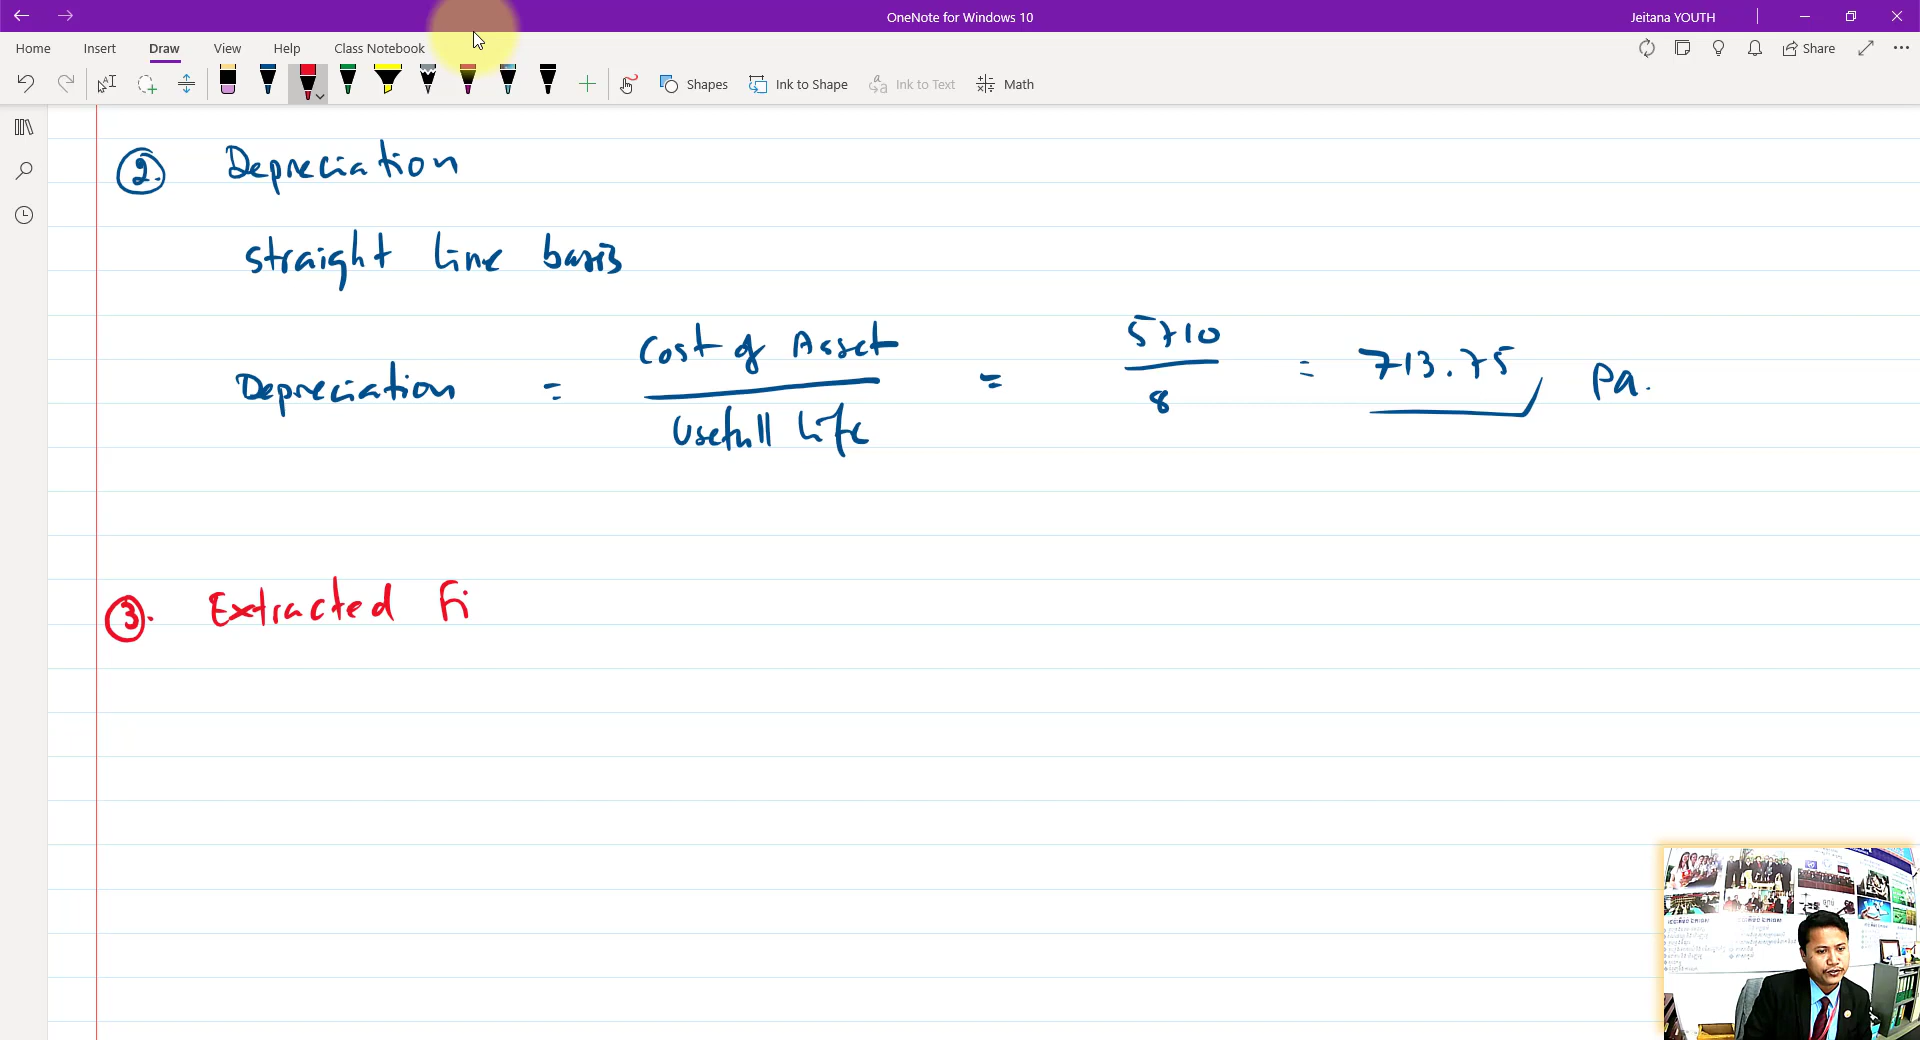 OneNote for Windows 10
Jeitana YOUTH
Home Insert Draw View Help Class Notebook
Share
Shapes Ink to Shape Ink to Text Math
2. Depreciation
straight line basis
Depreciation = Cost of Asset / Usefull Life = 5710 / 8 = 713.75 pa.
3. Extracted Fi